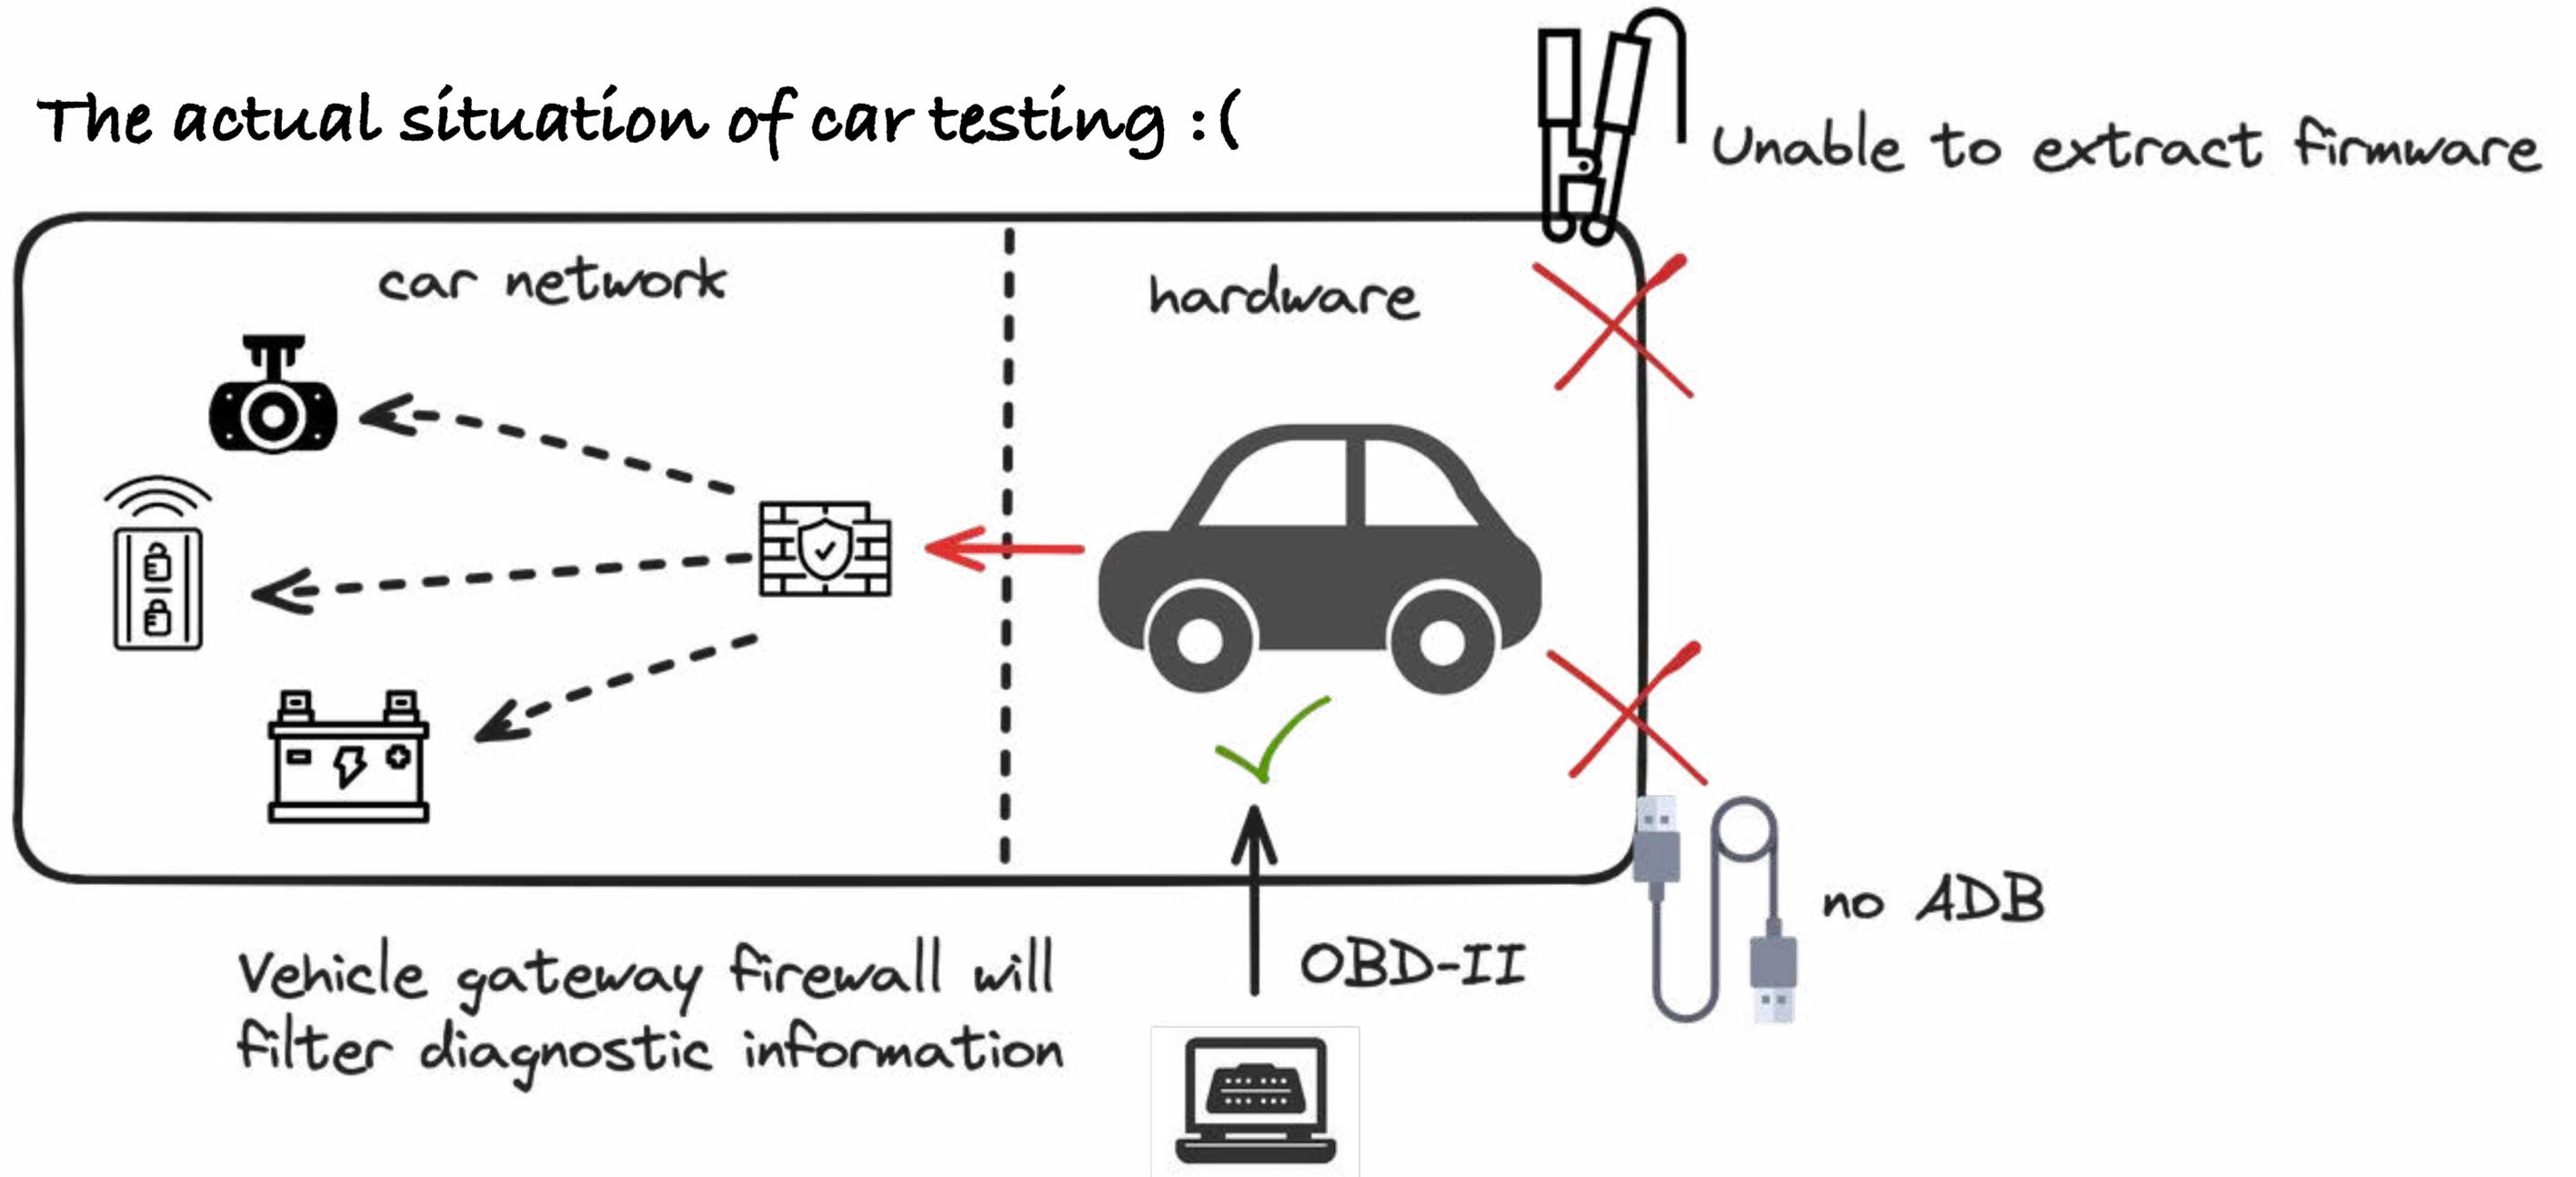 The actual situation of car testing :(
Unable to extract firmware
car network
hardware
no ADB
OBD-II
Vehicle gateway firewall will
filter diagnostic information